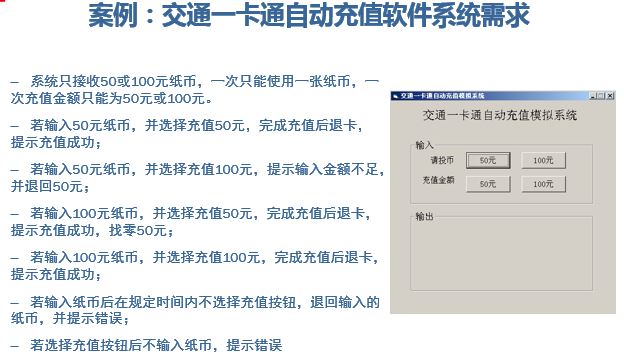 案例：交通一卡通自动充值软件系统需求
– 系统只接收50或100元纸币，一次只能使用一张纸币，一
次充值金额只能为50元或100元。
– 若输入50元纸币，并选择充值50元，完成充值后退卡，
提示充值成功；
– 若输入50元纸币，并选择充值100元，提示输入金额不足，
并退回50元；
– 若输入100元纸币，并选择充值50元，完成充值后退卡，
提示充值成功，找零50元；
– 若输入100元纸币，并选择充值100元，完成充值后退卡，
提示充值成功；
– 若输入纸币后在规定时间内不选择充值按钮，退回输入的
纸币，并提示错误；
– 若选择充值按钮后不输入纸币，提示错误
交通一卡通自动充值模拟系统
交通一卡通自动充值模拟系统
输入
请投币 50元 100元
充值金额 50元 100元
输出